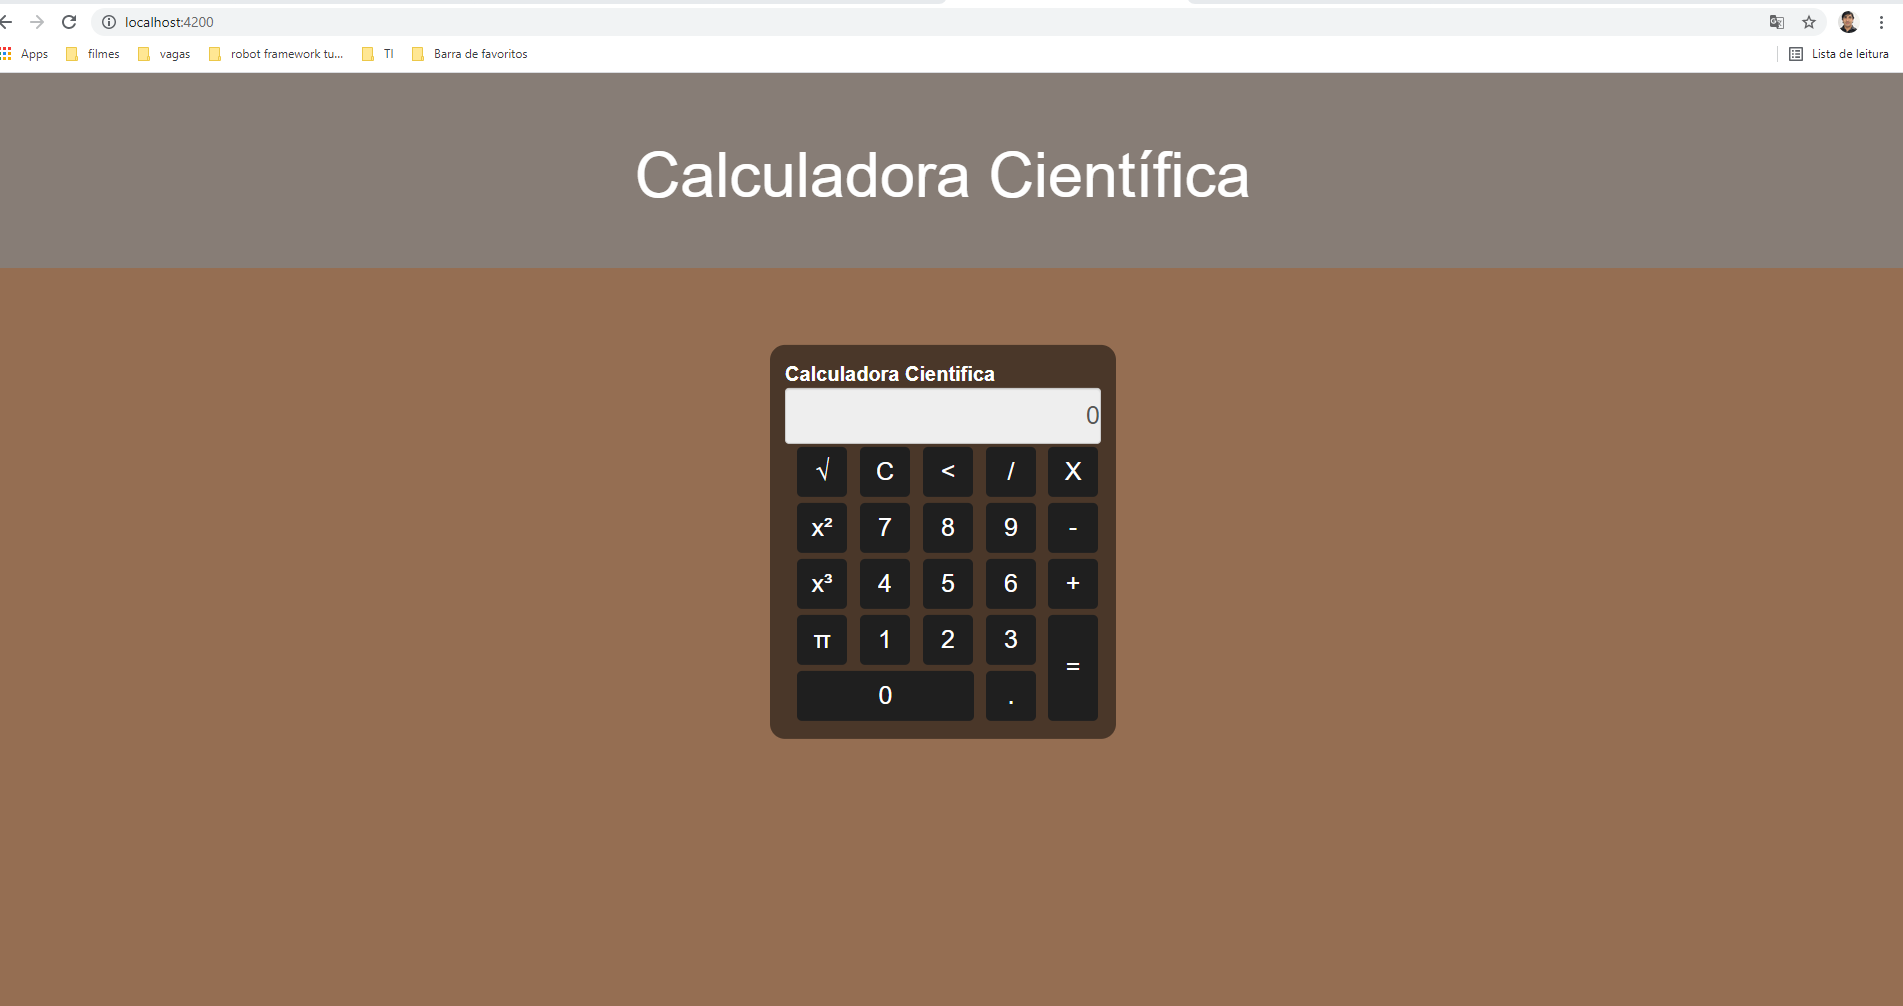 localhost:4200
Apps filmes vagas robot framework tu... TI Barra de favoritos Lista de leitura
Calculadora Científica
Calculadora Cientifica
0
√ C < / X
x² 7 8 9 -
x³ 4 5 6 +
π 1 2 3 =
0 .